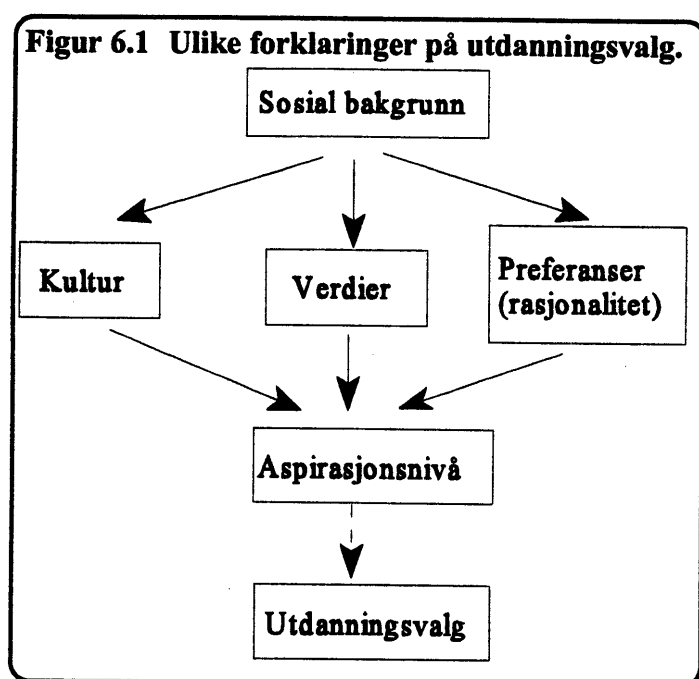 Figur 6.1 Ulike forklaringer på utdanningsvalg.
Sosial bakgrunn
Kultur
Verdier
Preferanser
(rasjonalitet)
Aspirasjonsnivå
Utdanningsvalg